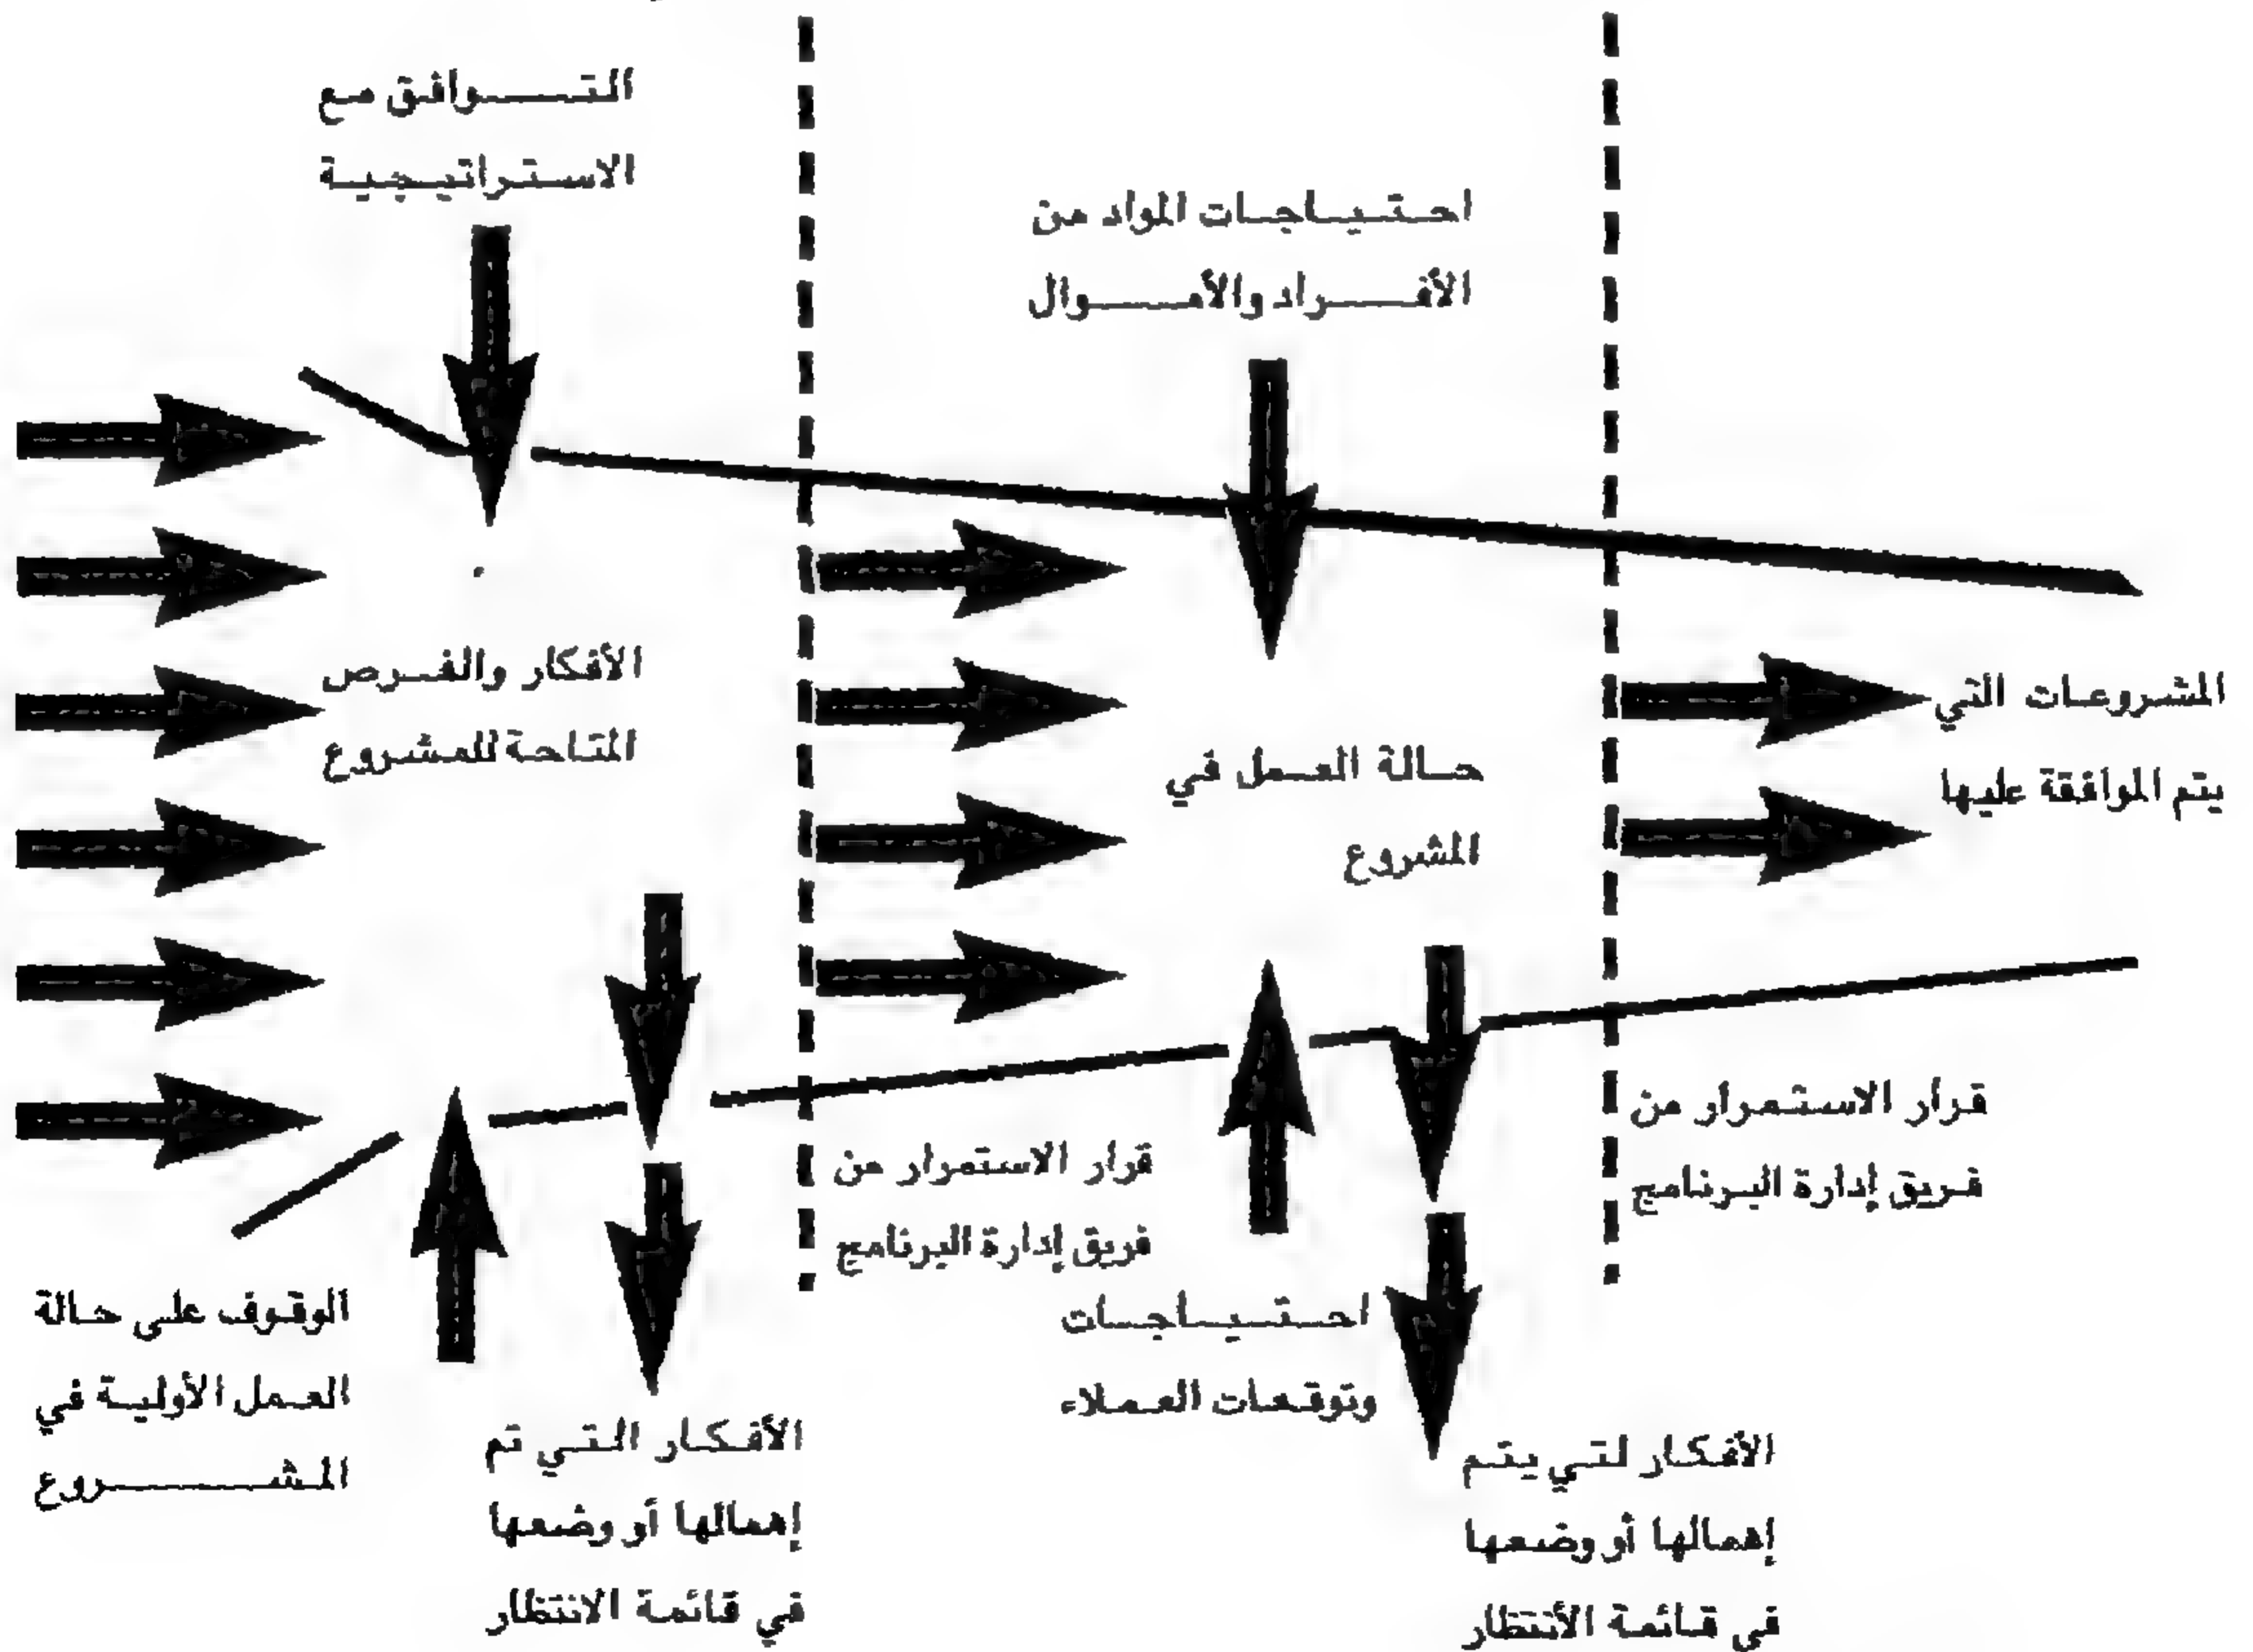 التوافق مع
الاستراتيجية
احتياجات المواد من
الأفراد والأموال
الأفكار والفرص
المتاحة للمشروع
حالة العمل في
المشروع
المشروعات التي
يتم الموافقة عليها
قرار الاستمرار من
فريق إدارة البرنامج
قرار الاستمرار من
فريق إدارة البرنامج
الوقوف على حالة
العمل الأولية في
المشروع
الأفكار التي تم
إهمالها أو وضعها
في قائمة الانتظار
احتياجات
وتوقعات العملاء
الأفكار لتي يتم
إهمالها أو وضعها
في قائمة الأنتظار